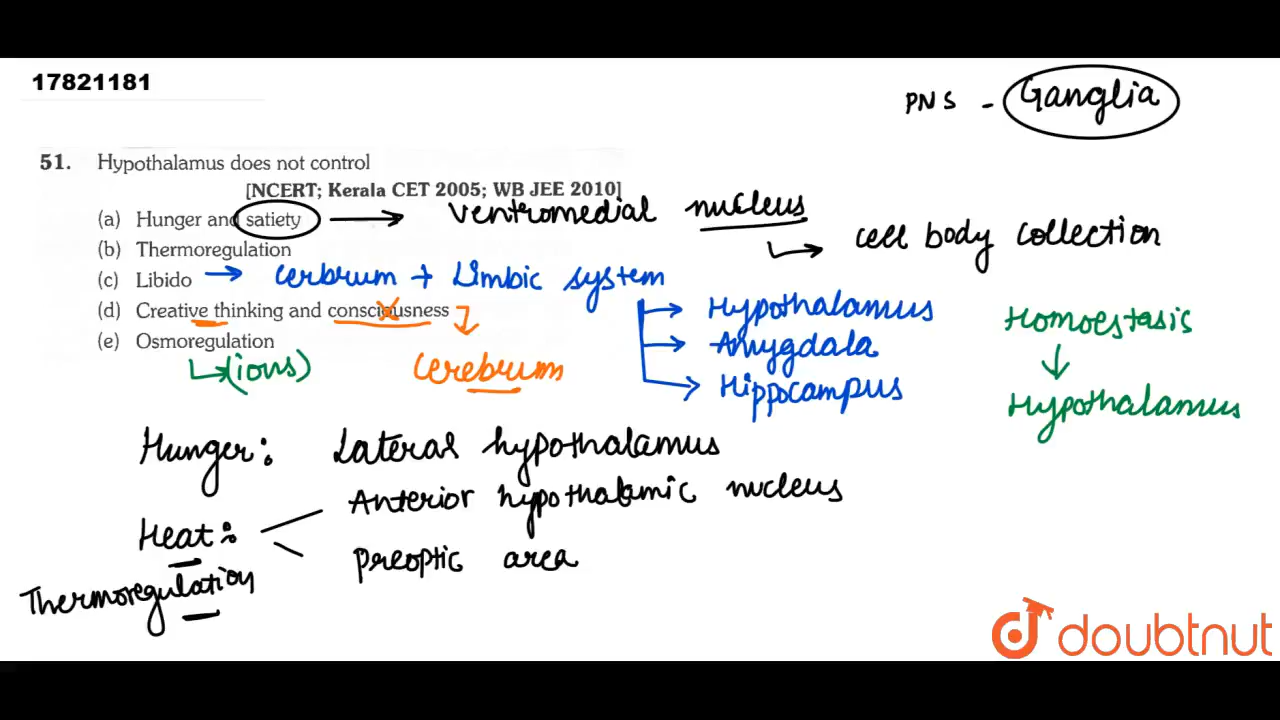 17821181
PNS - Ganglia
51. Hypothalamus does not control
[NCERT; Kerala CET 2005; WB JEE 2010]
(a) Hunger and satiety → ventromedial nucleus
↳ cell body collection
(b) Thermoregulation
(c) Libido → Cerbrum + Limbic system
(d) Creative thinking and consciousness
→ Hypothalamus
→ Amygdala
→ Hippocampus
Homoestasis
↓
Hypothalamus
(e) Osmoregulation
↳ (ions)
Cerebrum
Hunger: Lateral hypothalamus
Anterior hypothalamic nucleus
Heat:
Preoptic area
Thermoregulation
doubtnut